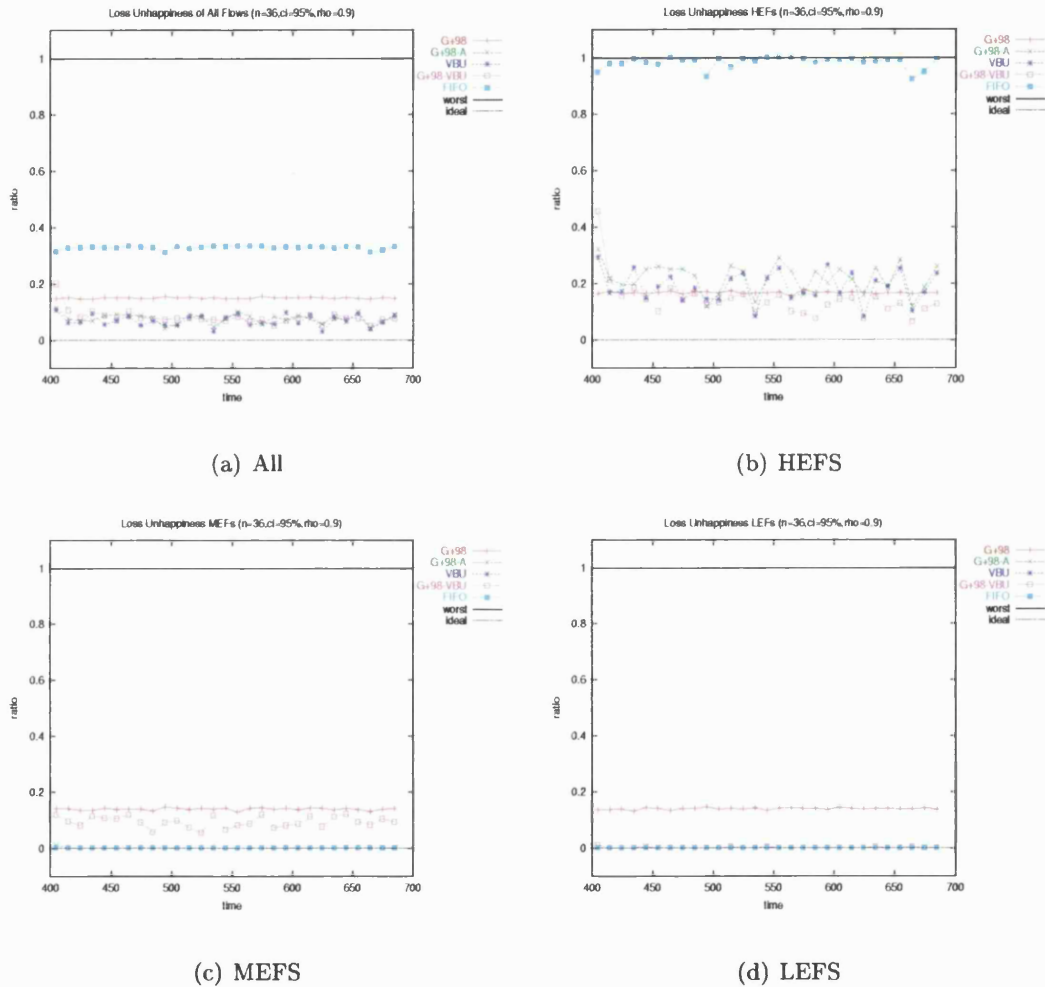 Loss Unhappiness of All Flows (n=36,ci=95%,rho=0.9)
G+98
G+98-A
VBU
G+98-VBU
FIFO
worst
ideal
1
0.8
0.6
0.4
0.2
0
ratio
400 450 500 550 600 650 700
time
(a) All
Loss Unhappiness HEFs (n=36,ci=95%,rho=0.9)
G+98
G+98-A
VBU
G+98-VBU
FIFO
worst
ideal
1
0.8
0.6
0.4
0.2
0
ratio
400 450 500 550 600 650 700
time
(b) HEFS
Loss Unhappiness MEFs (n=36,ci=95%,rho=0.9)
G+98
G+98-A
VBU
G+98-VBU
FIFO
worst
ideal
1
0.8
0.6
0.4
0.2
0
ratio
400 450 500 550 600 650 700
time
(c) MEFS
Loss Unhappiness LEFs (n=36,ci=95%,rho=0.9)
G+98
G+98-A
VBU
G+98-VBU
FIFO
worst
ideal
1
0.8
0.6
0.4
0.2
0
ratio
400 450 500 550 600 650 700
time
(d) LEFS